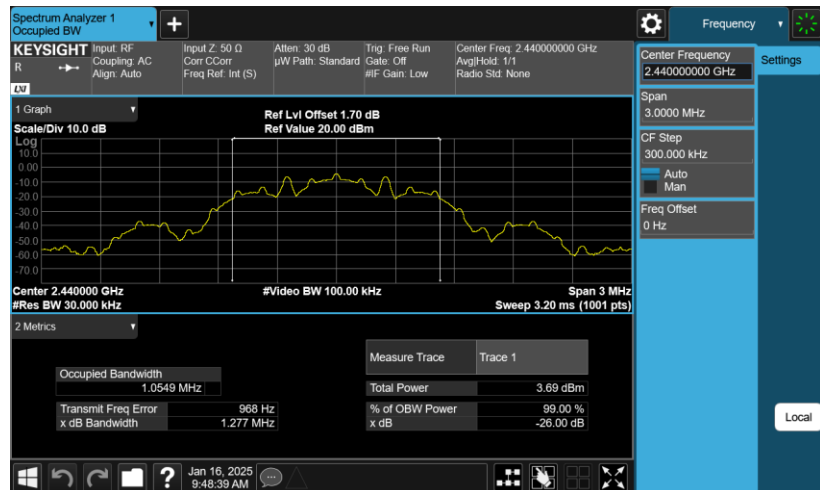 Spectrum Analyzer 1
Occupied BW
+
Frequency
KEYSIGHT
R
LXI
Input: RF
Coupling: AC
Align: Auto
Input Z: 50 Ω
Corr CCorr
Freq Ref: Int (S)
Atten: 30 dB
µW Path: Standard
Trig: Free Run
Gate: Off
#IF Gain: Low
Center Freq: 2.440000000 GHz
Avg|Hold: 1/1
Radio Std: None
Center Frequency
2.440000000 GHz
Settings
Span
3.0000 MHz
CF Step
300.000 kHz
Auto
Man
Freq Offset
0 Hz
Local
1 Graph
Scale/Div 10.0 dB
Ref Lvl Offset 1.70 dB
Ref Value 20.00 dBm
Log
10.0
0.00
-10.0
-20.0
-30.0
-40.0
-50.0
-60.0
-70.0
Center 2.440000 GHz
#Res BW 30.000 kHz
#Video BW 100.00 kHz
Span 3 MHz
Sweep 3.20 ms (1001 pts)
2 Metrics
Measure Trace Trace 1
Occupied Bandwidth
1.0549 MHz
Total Power 3.69 dBm
Transmit Freq Error 968 Hz
% of OBW Power 99.00 %
x dB Bandwidth 1.277 MHz
x dB -26.00 dB
?
Jan 16, 2025
9:48:39 AM